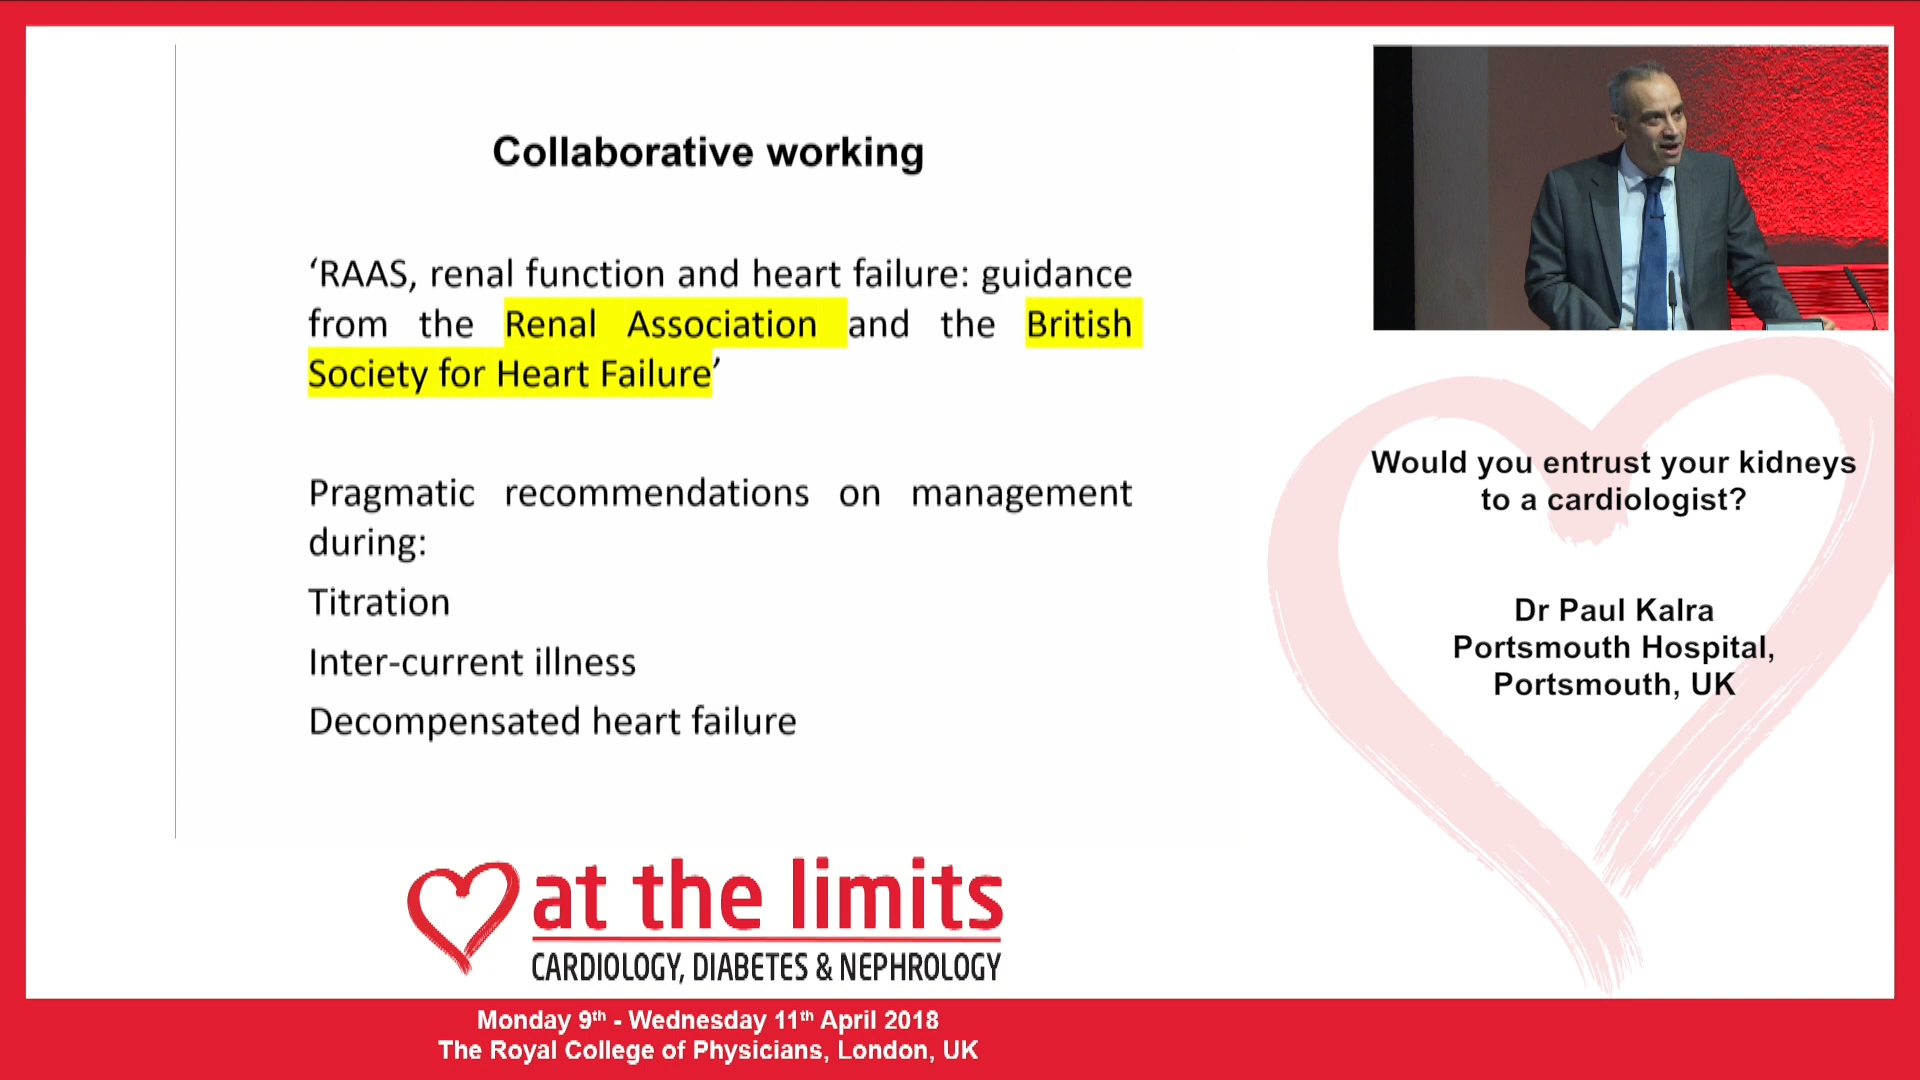 Collaborative working
‘RAAS, renal function and heart failure: guidance
from the Renal Association and the British
Society for Heart Failure’
Pragmatic recommendations on management
during:
Titration
Inter-current illness
Decompensated heart failure
Would you entrust your kidneys
to a cardiologist?
Dr Paul Kalra
Portsmouth Hospital,
Portsmouth, UK
at the limits
CARDIOLOGY, DIABETES & NEPHROLOGY
Monday 9th - Wednesday 11th April 2018
The Royal College of Physicians, London, UK